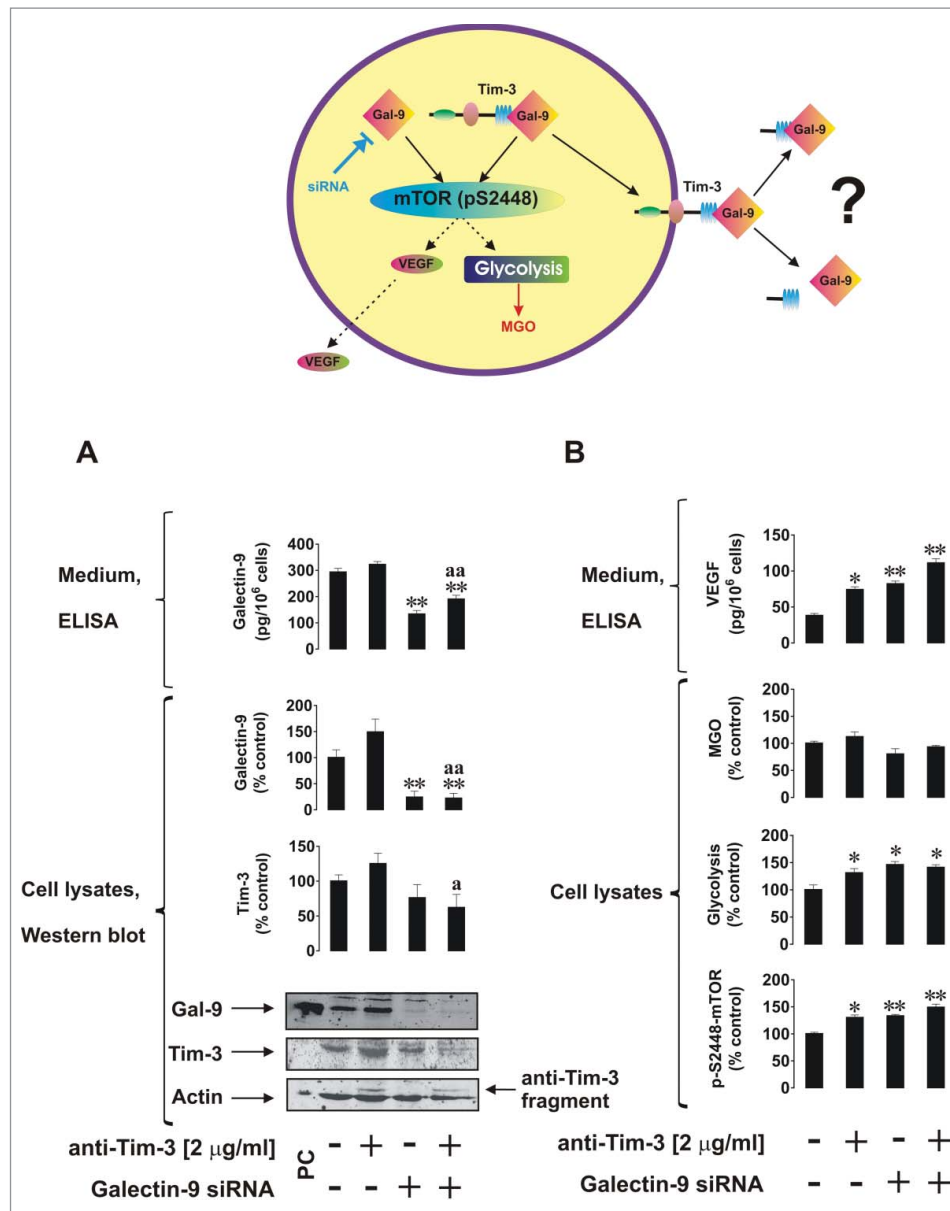 Tim-3
Gal-9
Gal-9
siRNA
mTOR (pS2448)
VEGF
Glycolysis
MGO
VEGF
Tim-3
Gal-9
Gal-9
Gal-9
?
A
Medium,
ELISA
Galectin-9
(pg/10⁶ cells)
400
300
200
100
0
**
aa
**
Cell lysates,
Western blot
Galectin-9
(% control)
200
150
100
50
0
**
aa
**
Tim-3
(% control)
150
100
50
0
a
Gal-9
Tim-3
Actin
anti-Tim-3
fragment
PC
anti-Tim-3 [2 μg/ml] - + - +
Galectin-9 siRNA - - + +
B
Medium,
ELISA
VEGF
(pg/10⁶ cells)
150
100
50
0
*
**
**
Cell lysates
MGO
(% control)
200
150
100
50
0
Glycolysis
(% control)
200
150
100
50
0
*
*
*
p-S2448-mTOR
(% control)
200
150
100
50
0
*
**
**
anti-Tim-3 [2 μg/ml] - + - +
Galectin-9 siRNA - - + +